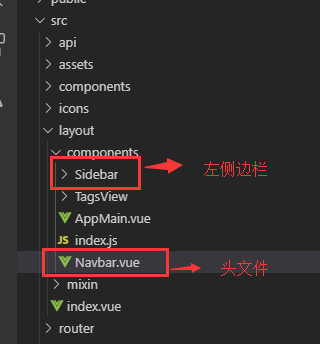 public
src
api
assets
components
icons
layout
components
Sidebar 左侧边栏
TagsView
AppMain.vue
JS index.js
Navbar.vue 头文件
mixin
index.vue
router